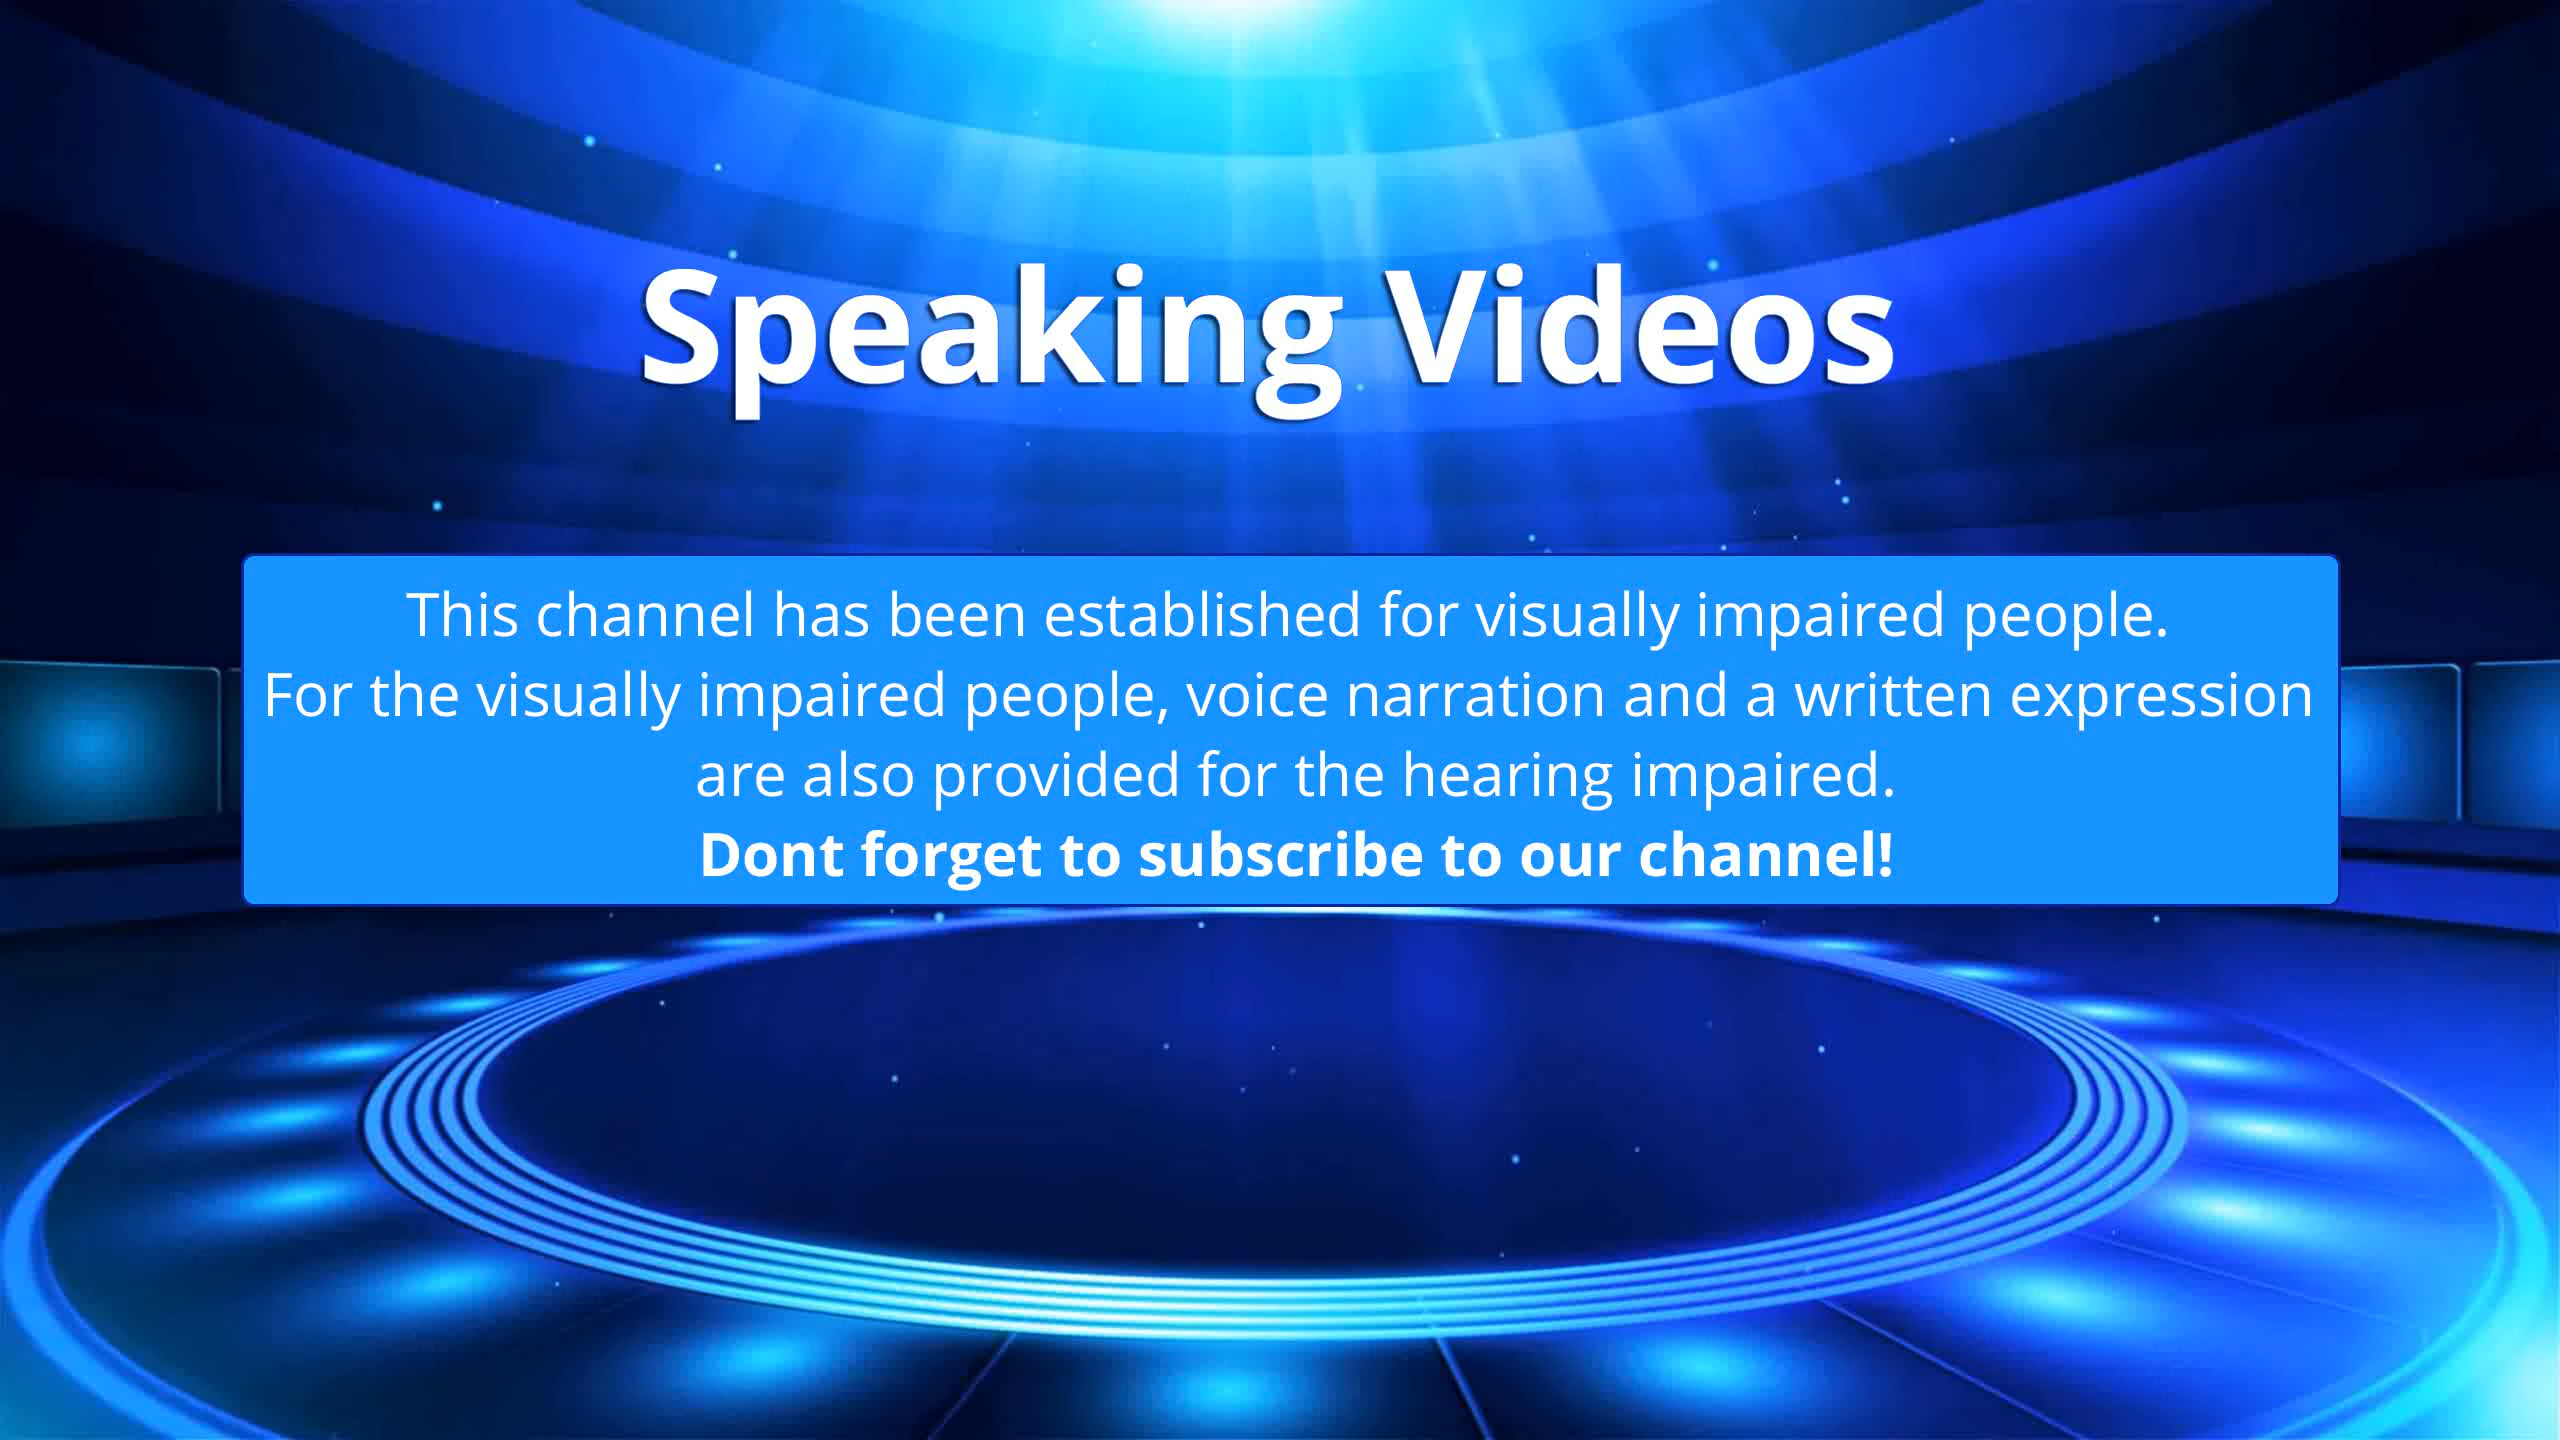 Speaking Videos
This channel has been established for visually impaired people.
For the visually impaired people, voice narration and a written expression
are also provided for the hearing impaired.
Dont forget to subscribe to our channel!